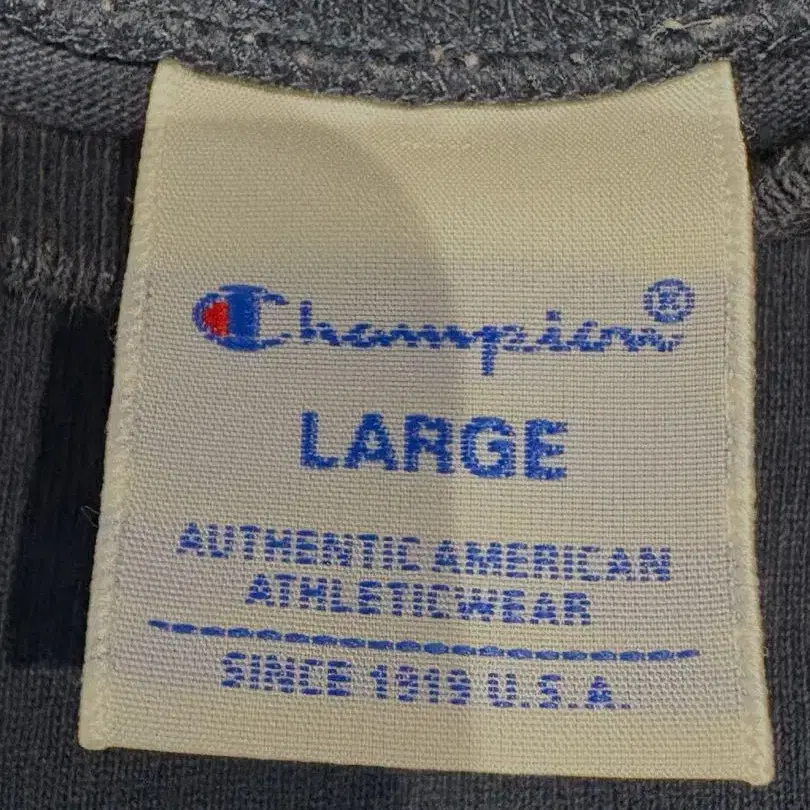 Champion®
LARGE
AUTHENTIC AMERICAN
ATHLETICWEAR
SINCE 1919 U.S.A.